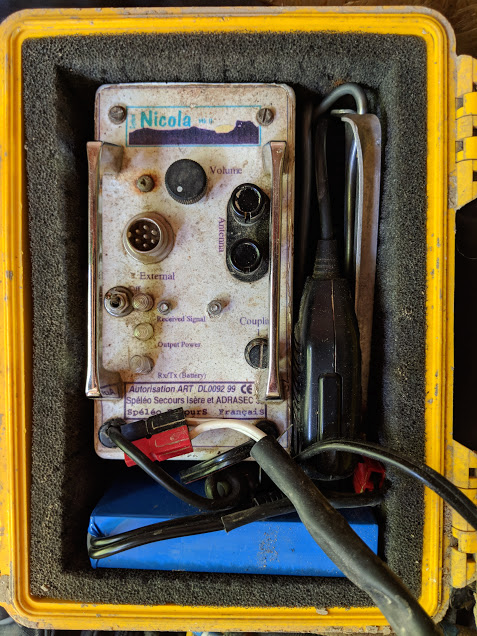 Nicola
Volume
Antenna
External
Received Signal
Output Power
Rx/Tx (Battery)
Autorisation ART DL0092 99 CE
Spéléo Secours Isère et ADRASEC
Spéléo Secours Français